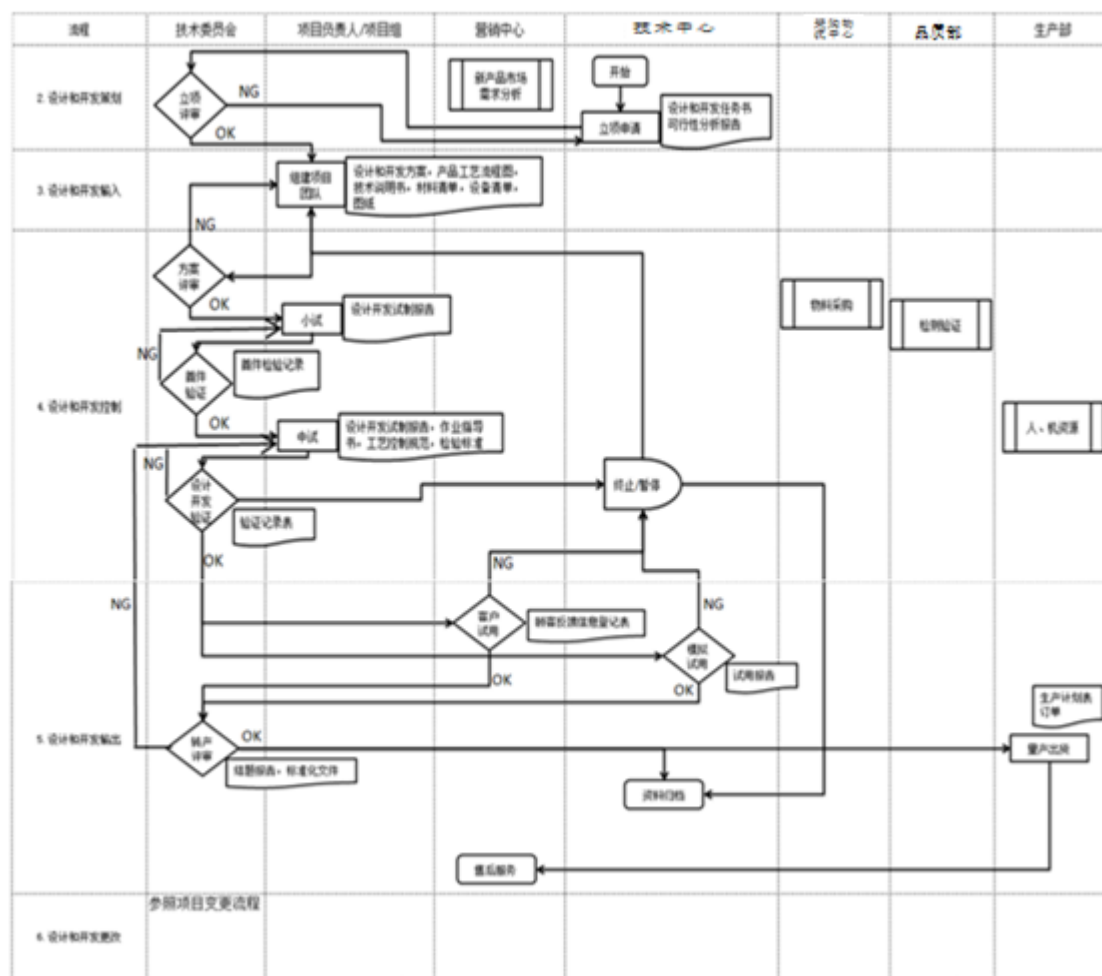 流程
技术委员会
项目负责人/项目组
营销中心
技术中心
品质部
生产部
2. 设计和开发策划
立项
评审
NG
OK
新产品市场
需求分析
开始
立项申请
设计和开发任务书
可行性分析报告
3. 设计和开发输入
组建项目
团队
设计和开发方案，产品工艺流程图，
技术说明书，材料清单，设备清单，
图纸
NG
方案
评审
OK
小试
设计开发试制报告
物料采购
检测验证
NG
首件
验证
首件检验记录
4. 设计和开发控制
OK
中试
设计开发试制报告，作业指导
书，工艺控制规范，检验标准
人、机资源
NG
设计
开发
验证
验证记录表
终止/暂停
OK
NG
NG
客户
试用
顾客反馈信息登记表
NG
模拟
试用
试用报告
OK
OK
生产计划表
订单
5. 设计和开发输出
转产
评审
OK
结题报告，标准化文件
量产出货
资料归档
售后服务
参照项目变更流程
6. 设计和开发更改